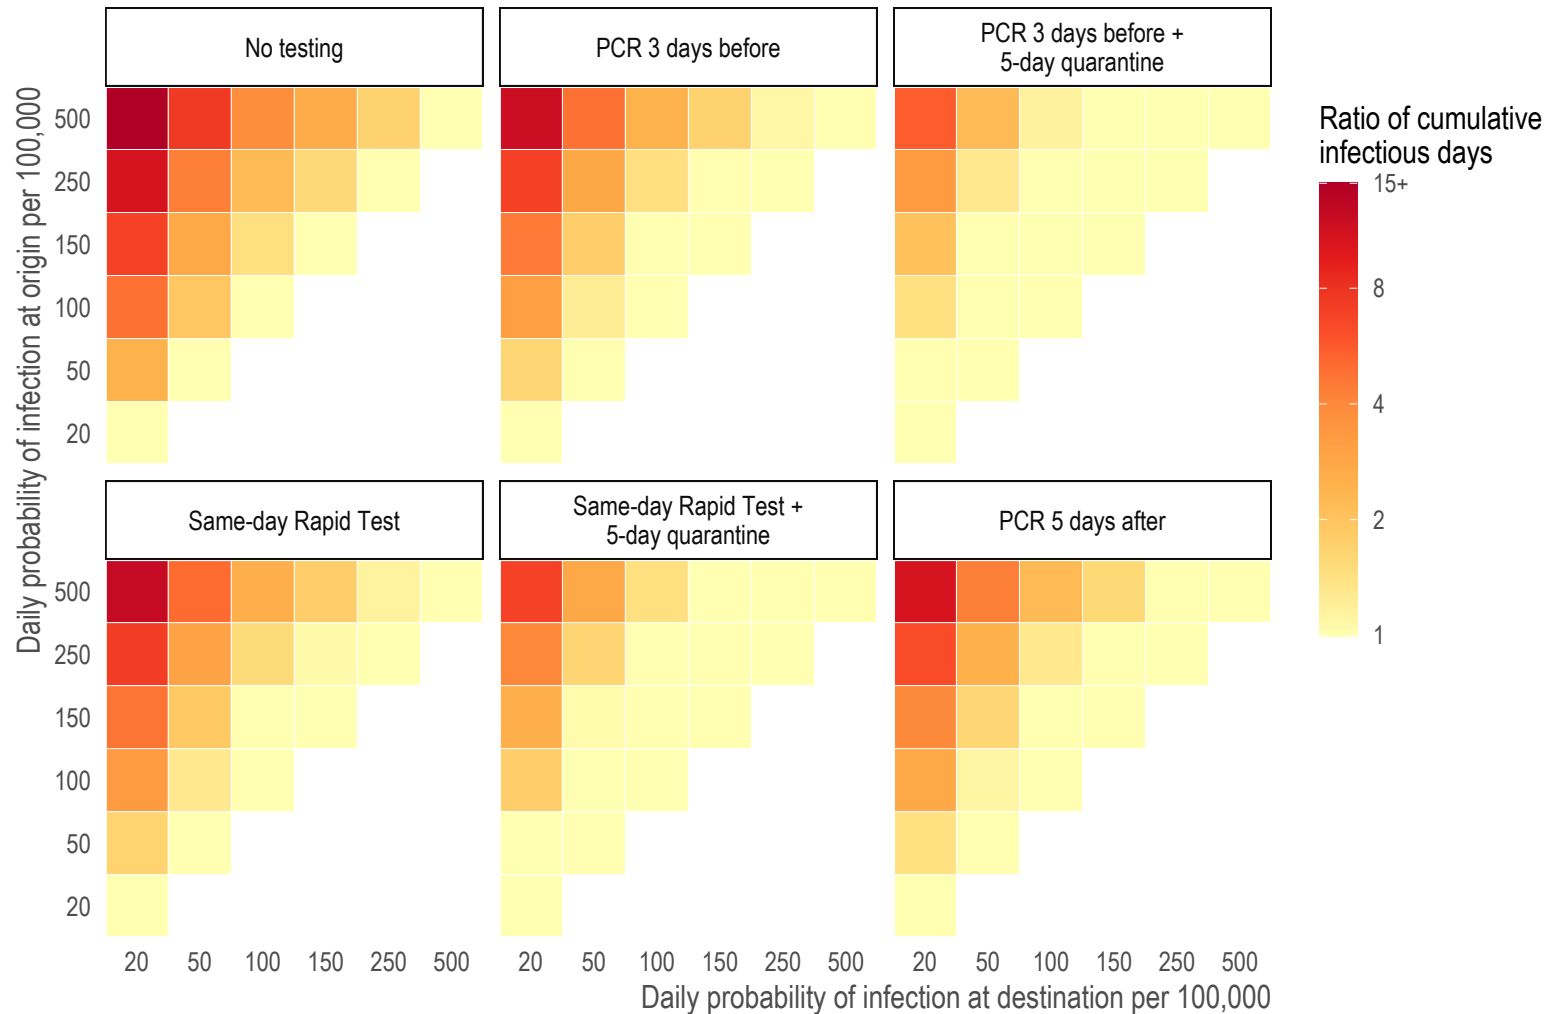 No testing
PCR 3 days before
PCR 3 days before +
5-day quarantine
Daily probability of infection at origin per 100,000
500
250
150
100
50
20
Same-day Rapid Test
Same-day Rapid Test +
5-day quarantine
PCR 5 days after
500
250
150
100
50
20
20 50 100 150 250 500
20 50 100 150 250 500
20 50 100 150 250 500
Daily probability of infection at destination per 100,000
Ratio of cumulative
infectious days
15+
8
4
2
1